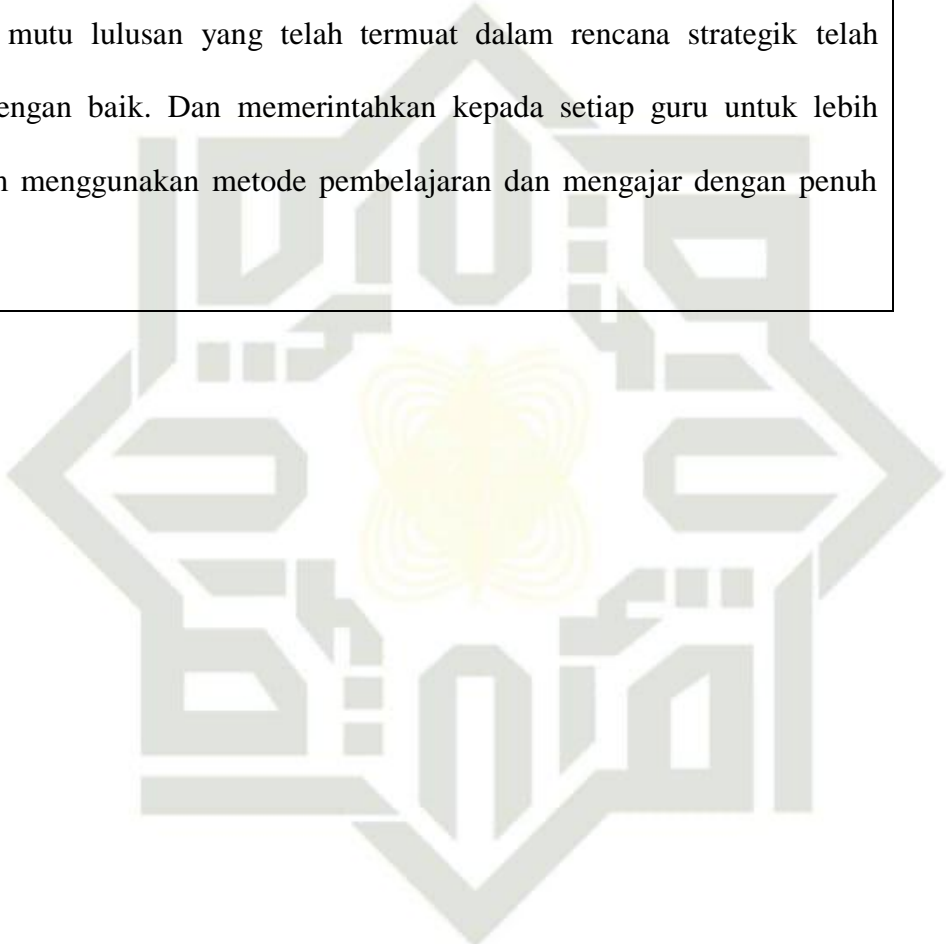 mutu lulusan yang telah termuat dalam rencana strategik telah
engan baik. Dan memerintahkan kepada setiap guru untuk lebih
menggunakan metode pembelajaran dan mengajar dengan penuh